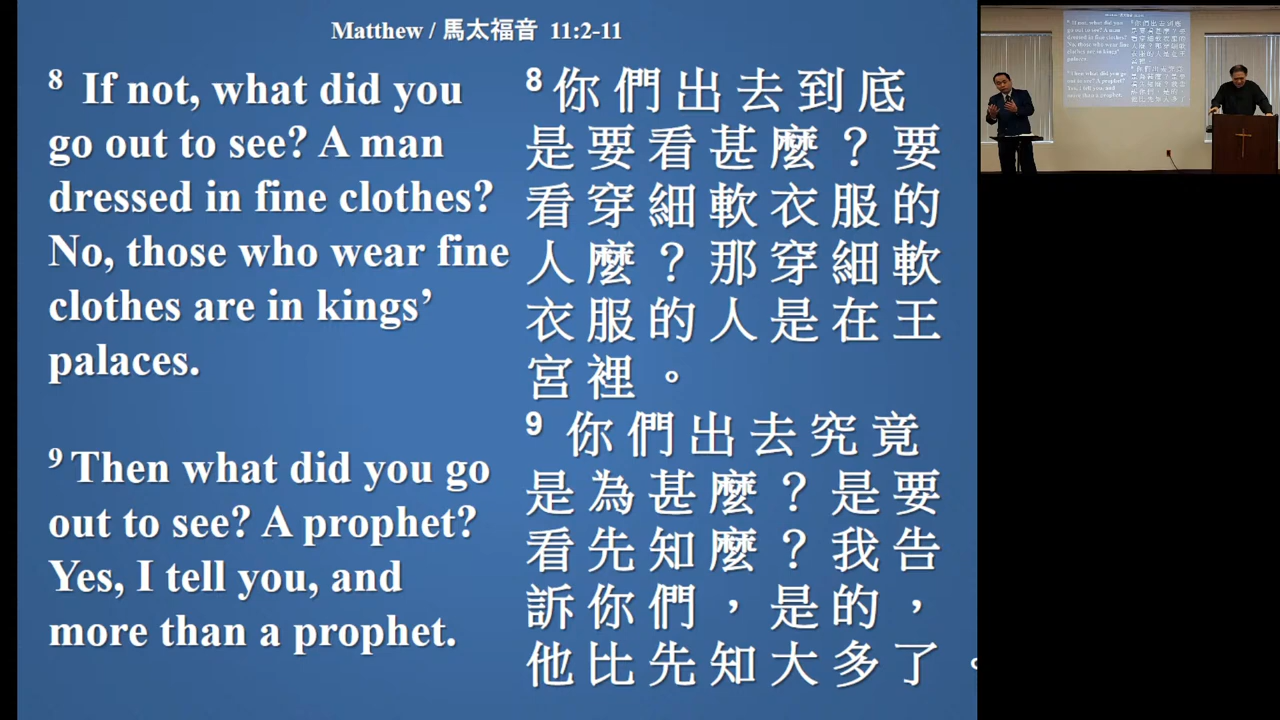 Matthew / 馬太福音 11:2-11
8 If not, what did you
go out to see? A man
dressed in fine clothes?
No, those who wear fine
clothes are in kings’
palaces.
9 Then what did you go
out to see? A prophet?
Yes, I tell you, and
more than a prophet.
8 你們出去到底
是要看甚麼？要
看穿細軟衣服的
人麼？那穿細軟
衣服的人是在王
宮裡。
9 你們出去究竟
是為甚麼？是要
看先知麼？我告
訴你們，是的，
他比先知大多了。